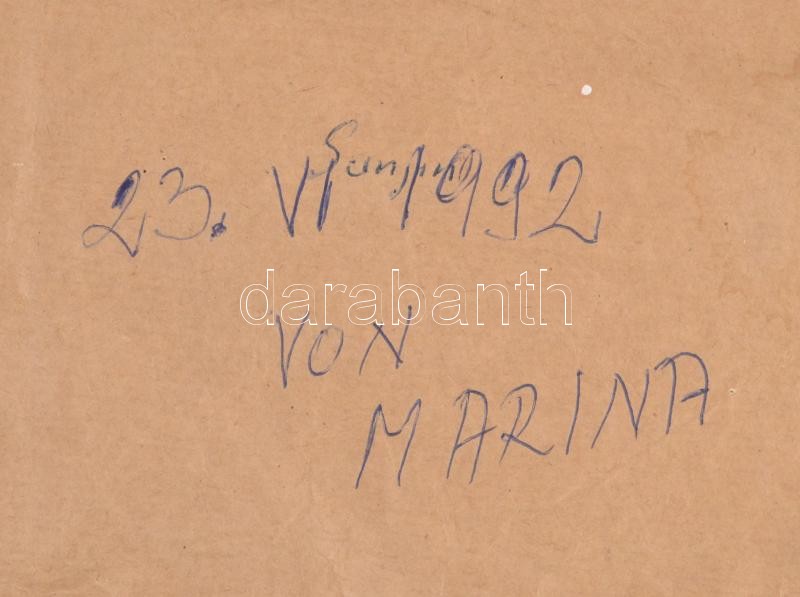 23. VI 1992
darabanth
VON
MARINA